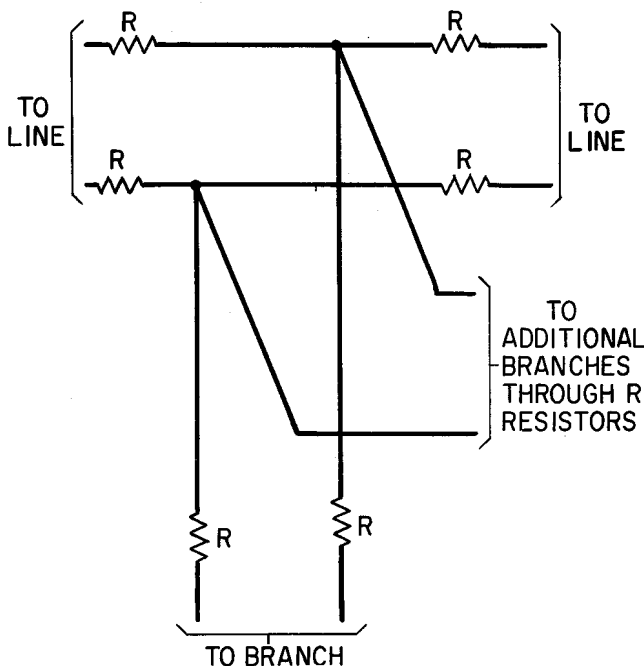 R
R
TO
LINE
TO
LINE
R
R
TO
ADDITIONAL
BRANCHES
THROUGH R
RESISTORS
R
R
TO BRANCH